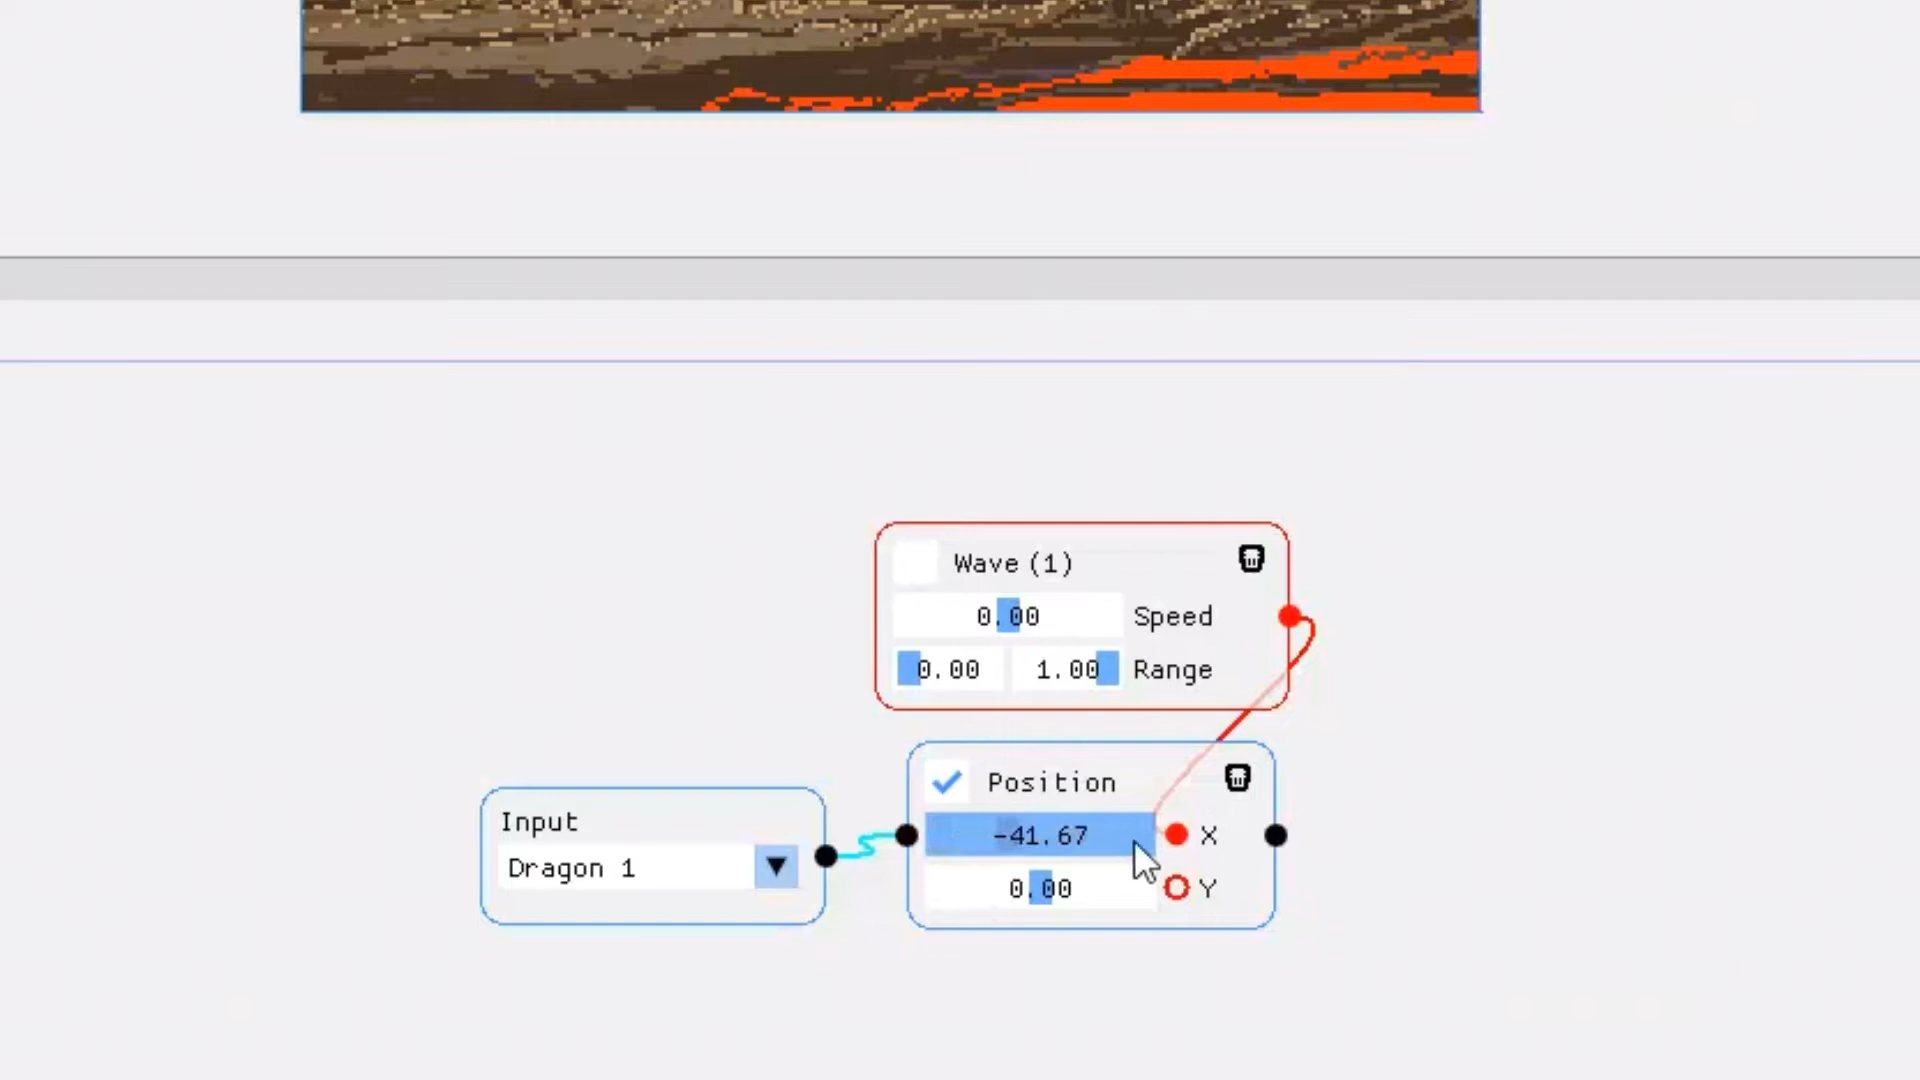 Wave (1)
0.00 Speed
0.00 1.00 Range
Position
-41.67 X
0.00 Y
Input
Dragon 1